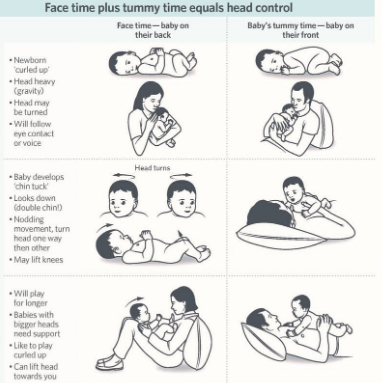 Face time plus tummy time equals head control
Face time—baby on
their back
Baby's tummy time—baby on
their front
• Newborn
'curled up'
• Head heavy
(gravity)
• Head may
be turned
• Will follow
eye contact
or voice
• Baby develops
'chin tuck'
• Looks down
(double chin!)
• Nodding
movement, turn
head one way
then other
• May lift knees
Head turns
• Will play
for longer
• Babies with
bigger heads
need support
• Like to play
curled up
• Can lift head
towards you